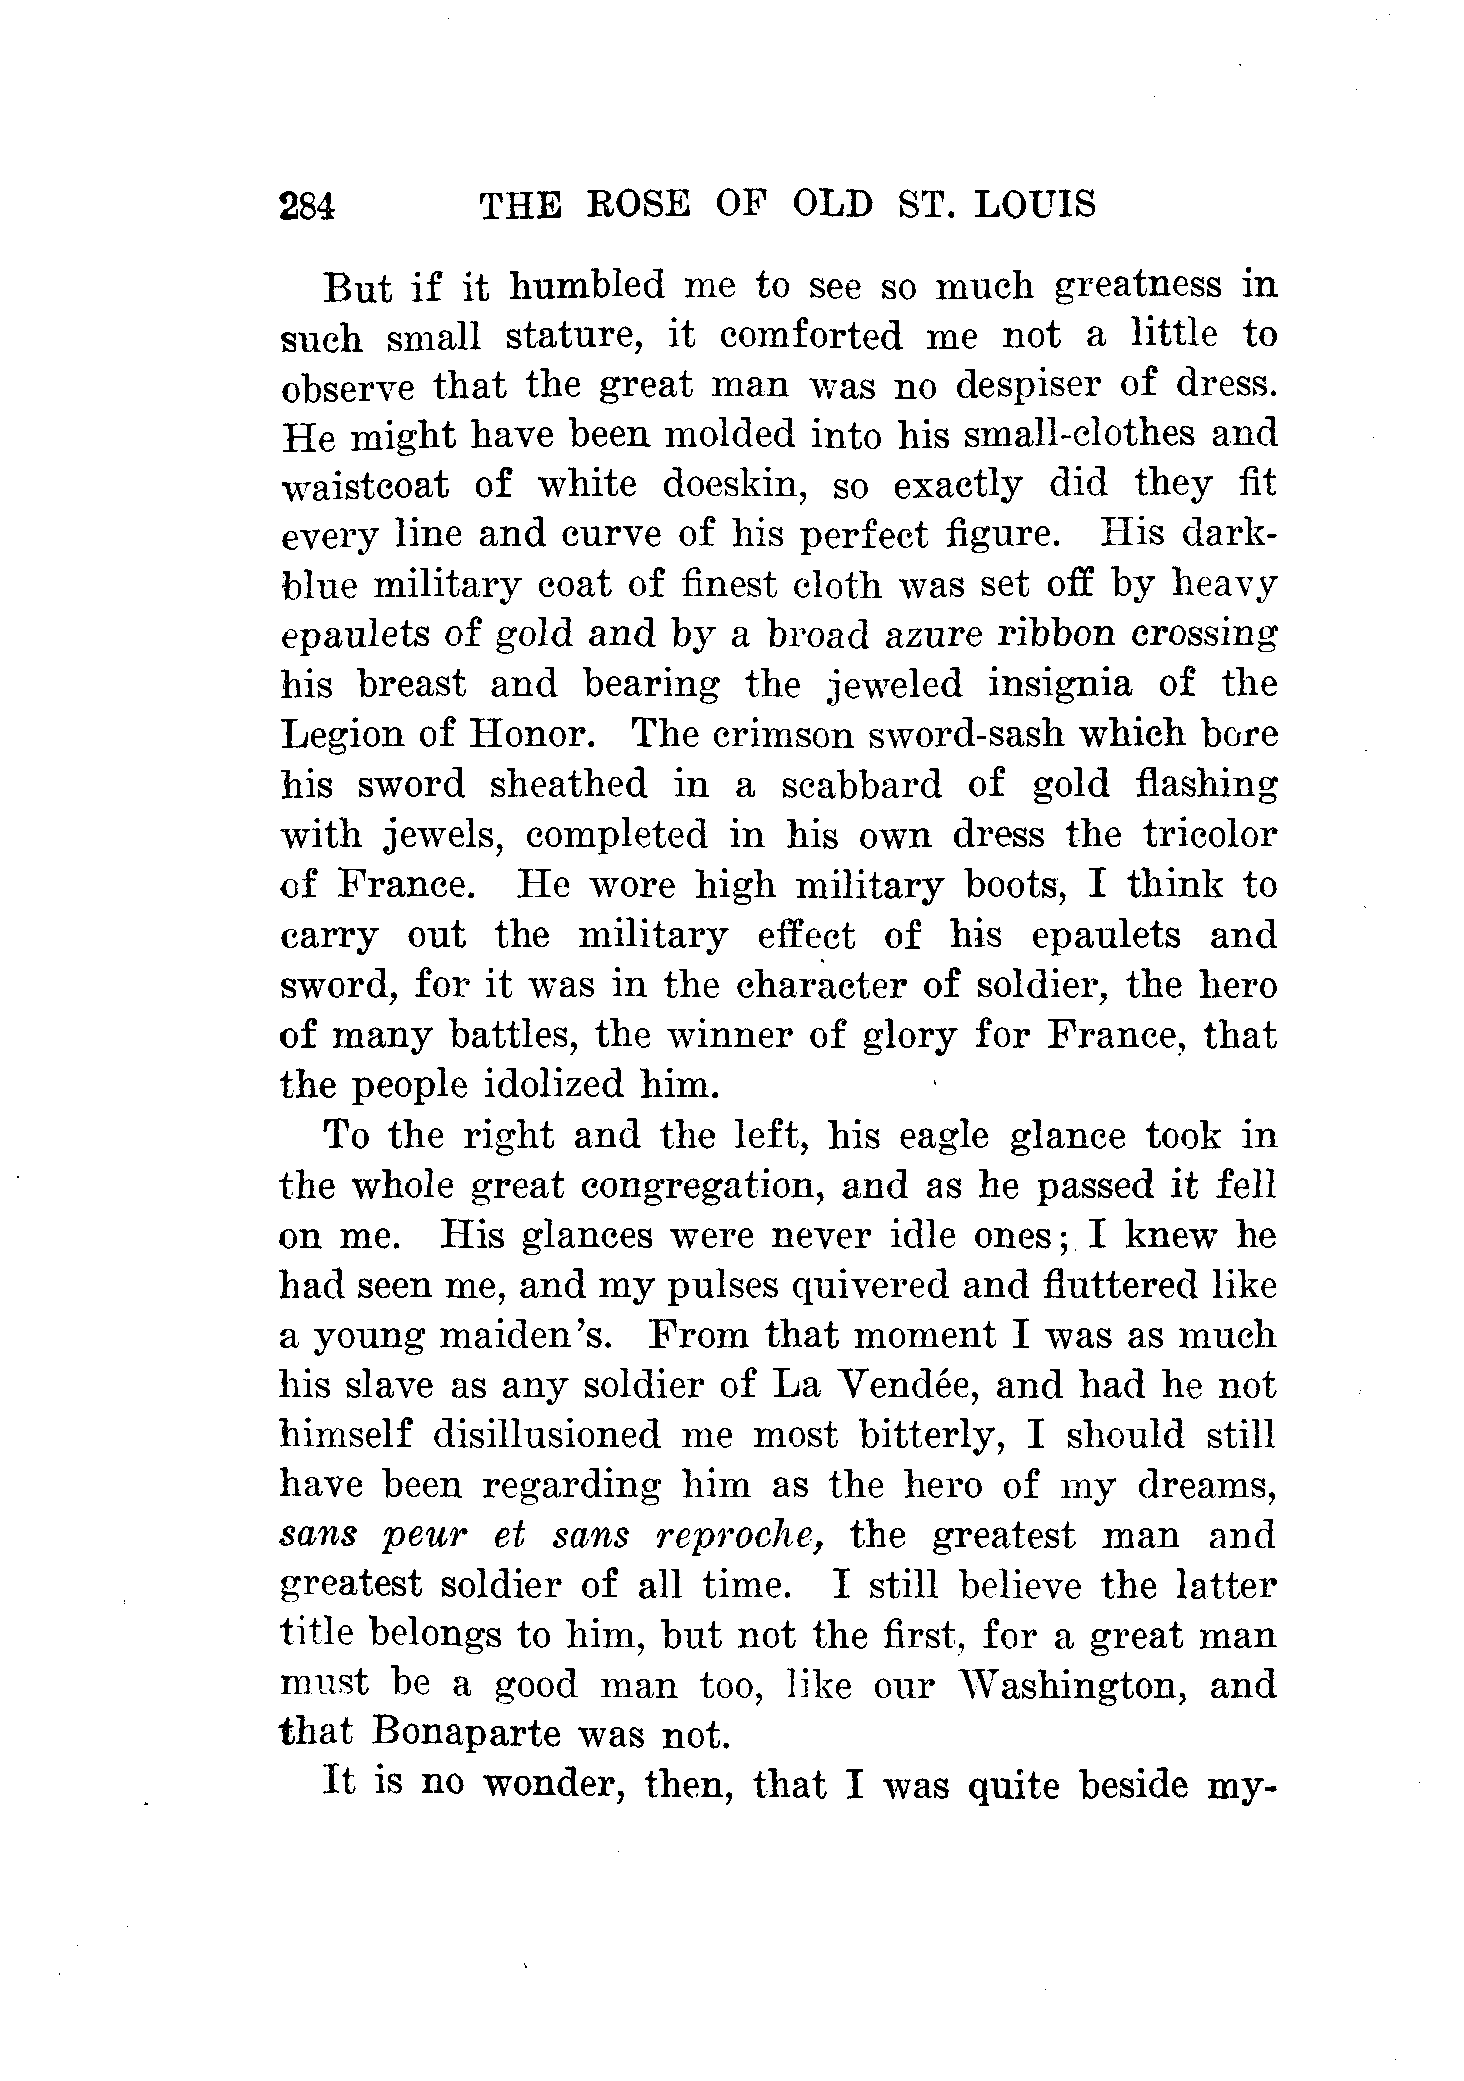 284 THE ROSE OF OLD ST. LOUIS
But if it humbled me to see so much greatness in
such small stature, it comforted me not a little to
observe that the great man was no despiser of dress.
He might have been molded into his small-clothes and
waistcoat of white doeskin, so exactly did they fit
every line and curve of his perfect figure. His dark-
blue military coat of finest cloth was set off by heavy
epaulets of gold and by a broad azure ribbon crossing
his breast and bearing the jeweled insignia of the
Legion of Honor. The crimson sword-sash which bore
his sword sheathed in a scabbard of gold flashing
with jewels, completed in his own dress the tricolor
of France. He wore high military boots, I think to
carry out the military effect of his epaulets and
sword, for it was in the character of soldier, the hero
of many battles, the winner of glory for France, that
the people idolized him.
To the right and the left, his eagle glance took in
the whole great congregation, and as he passed it fell
on me. His glances were never idle ones; I knew he
had seen me, and my pulses quivered and fluttered like
a young maiden's. From that moment I was as much
his slave as any soldier of La Vendée, and had he not
himself disillusioned me most bitterly, I should still
have been regarding him as the hero of my dreams,
sans peur et sans reproche, the greatest man and
greatest soldier of all time. I still believe the latter
title belongs to him, but not the first, for a great man
must be a good man too, like our Washington, and
that Bonaparte was not.
It is no wonder, then, that I was quite beside my-